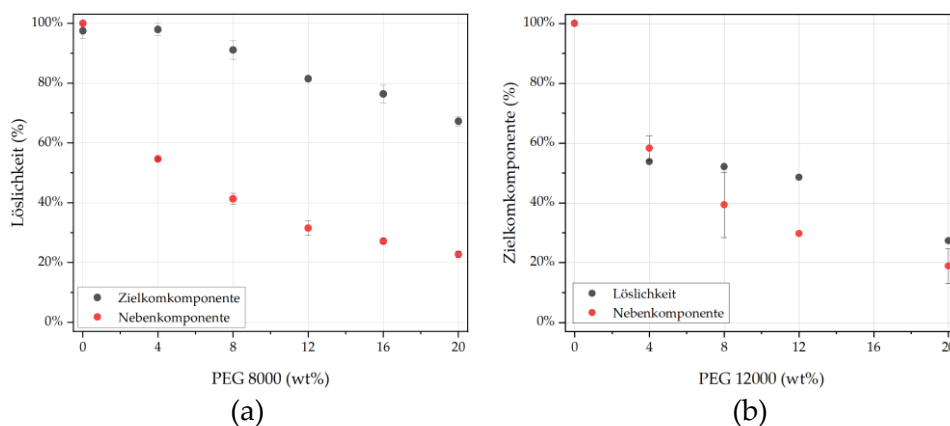 100%
80%
60%
40%
20%
0%
Löslichkeit (%)
Zielkomkomponente
Nebenkomponente
0 4 8 12 16 20
PEG 8000 (wt%)
(a)
100%
80%
60%
40%
20%
0%
Zielkomkomponente (%)
Löslichkeit
Nebenkomponente
0 4 8 12 16 20
PEG 12000 (wt%)
(b)